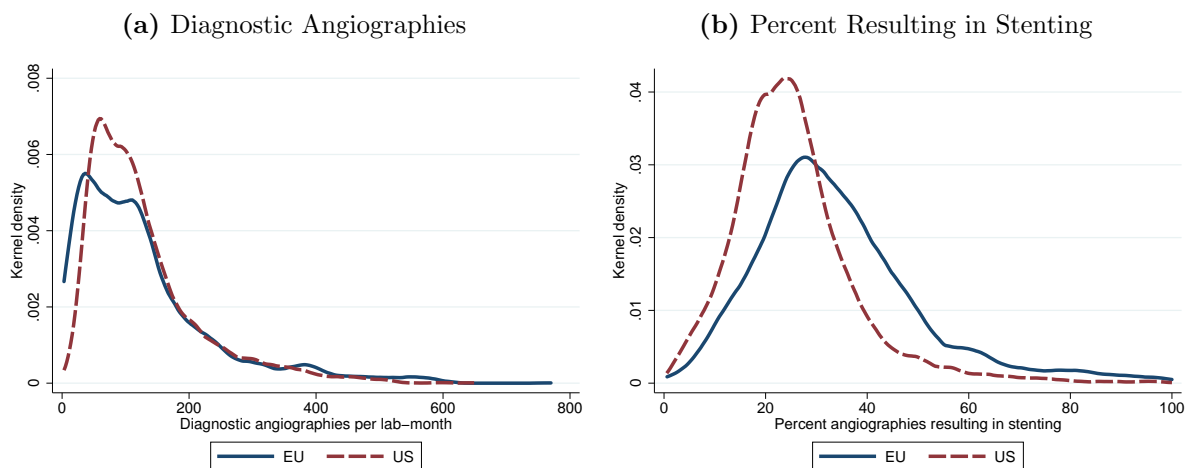 (a) Diagnostic Angiographies
.008
.006
.004
.002
0
Kernel density
0 200 400 600 800
Diagnostic angiographies per lab−month
EU US
(b) Percent Resulting in Stenting
.04
.03
.02
.01
0
Kernel density
0 20 40 60 80 100
Percent angiographies resulting in stenting
EU US